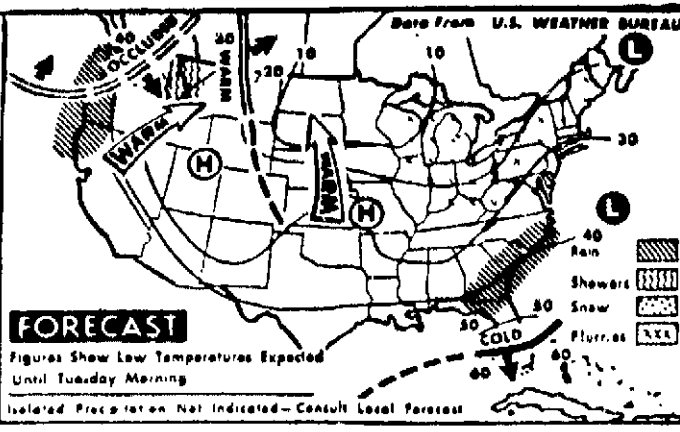 Data From U.S. WEATHER BUREAU
40
OCCLUDED
30
WARM
20
10
10
L
WARM
H
WARM
H
30
L
40
Rain
Showers
Snow
Flurries
50
50
COLD
60
60
FORECAST
Figures Show Low Temperatures Expected
Until Tuesday Morning
Isolated Precipitation Not Indicated—Consult Local Forecast